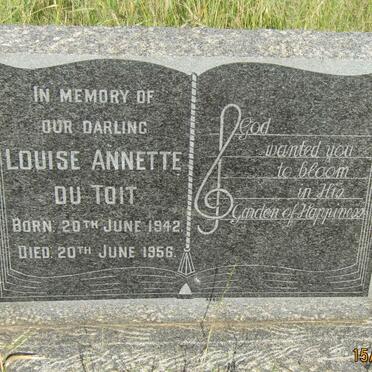 IN MEMORY OF
OUR DARLING
LOUISE ANNETTE
DU TOIT
BORN. 20TH JUNE 1942.
DIED. 20TH JUNE 1956.
God
wanted you
to bloom
in His
Garden of Happiness
15/